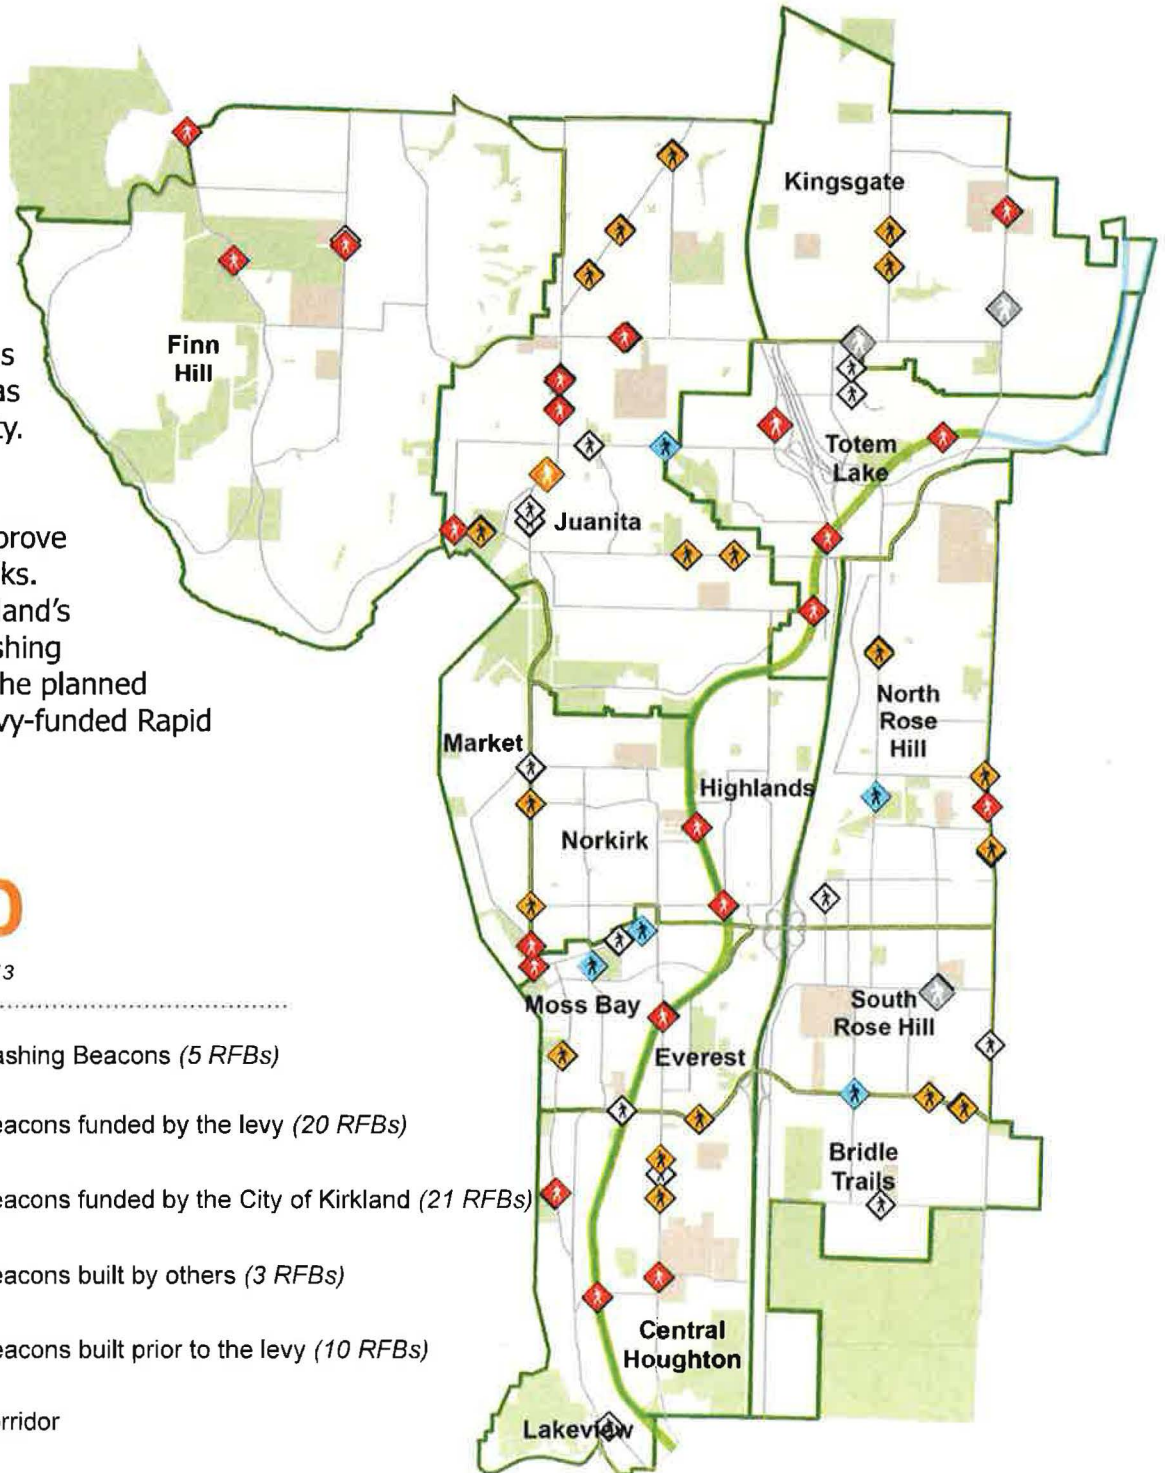 s
as
ty.
prove
ks.
land's
shing
he planned
vy-funded Rapid
13
ashing Beacons (5 RFBs)
eacons funded by the levy (20 RFBs)
eacons funded by the City of Kirkland (21 RFBs)
eacons built by others (3 RFBs)
eacons built prior to the levy (10 RFBs)
orridor
Kingsgate
Finn
Hill
Totem
Lake
Juanita
North
Rose
Hill
Market
Highlands
Norkirk
Moss Bay
South
Rose Hill
Everest
Bridle
Trails
Central
Houghton
Lakeview